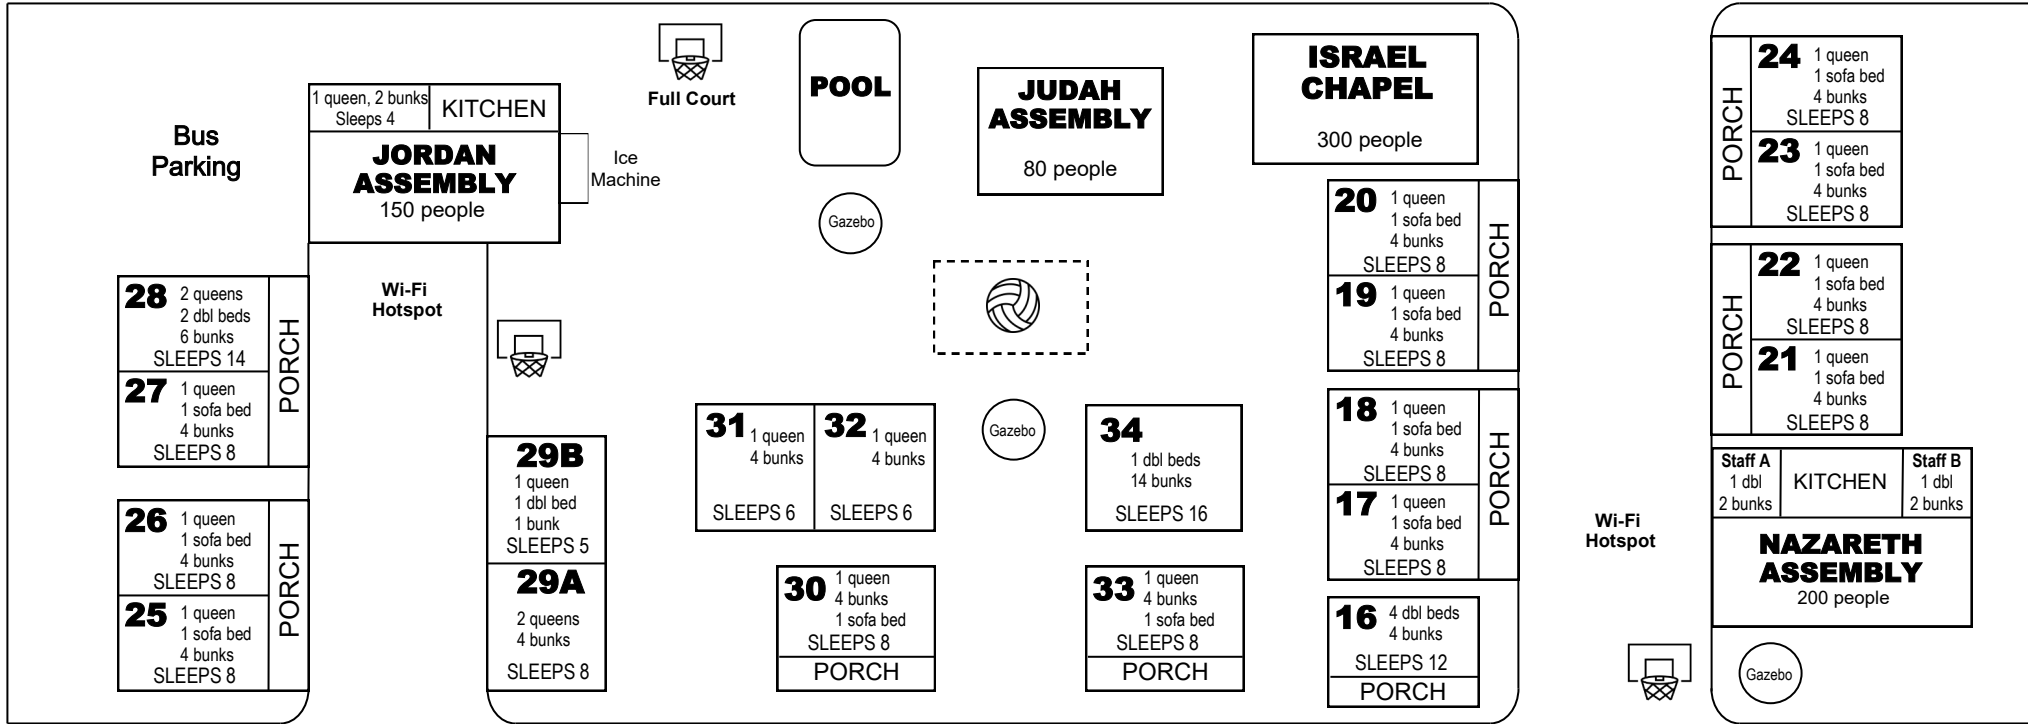 Bus
Parking
1 queen, 2 bunks
Sleeps 4
KITCHEN
JORDAN
ASSEMBLY
150 people
Ice
Machine
Full Court
POOL
Gazebo
JUDAH
ASSEMBLY
80 people
ISRAEL
CHAPEL
300 people
Wi-Fi
Hotspot
28 2 queens
2 dbl beds
6 bunks
SLEEPS 14
27 1 queen
1 sofa bed
4 bunks
SLEEPS 8
PORCH
26 1 queen
1 sofa bed
4 bunks
SLEEPS 8
25 1 queen
1 sofa bed
4 bunks
SLEEPS 8
PORCH
29B
1 queen
1 dbl bed
1 bunk
SLEEPS 5
29A
2 queens
4 bunks
SLEEPS 8
31 1 queen
4 bunks
SLEEPS 6
32 1 queen
4 bunks
SLEEPS 6
Gazebo
34
1 dbl beds
14 bunks
SLEEPS 16
30 1 queen
4 bunks
1 sofa bed
SLEEPS 8
PORCH
33 1 queen
4 bunks
1 sofa bed
SLEEPS 8
PORCH
20 1 queen
1 sofa bed
4 bunks
SLEEPS 8
19 1 queen
1 sofa bed
4 bunks
SLEEPS 8
PORCH
18 1 queen
1 sofa bed
4 bunks
SLEEPS 8
17 1 queen
1 sofa bed
4 bunks
SLEEPS 8
PORCH
16 4 dbl beds
4 bunks
SLEEPS 12
PORCH
Wi-Fi
Hotspot
24 1 queen
1 sofa bed
4 bunks
SLEEPS 8
23 1 queen
1 sofa bed
4 bunks
SLEEPS 8
PORCH
22 1 queen
1 sofa bed
4 bunks
SLEEPS 8
21 1 queen
1 sofa bed
4 bunks
SLEEPS 8
PORCH
Staff A
1 dbl
2 bunks
KITCHEN
Staff B
1 dbl
2 bunks
NAZARETH
ASSEMBLY
200 people
Gazebo